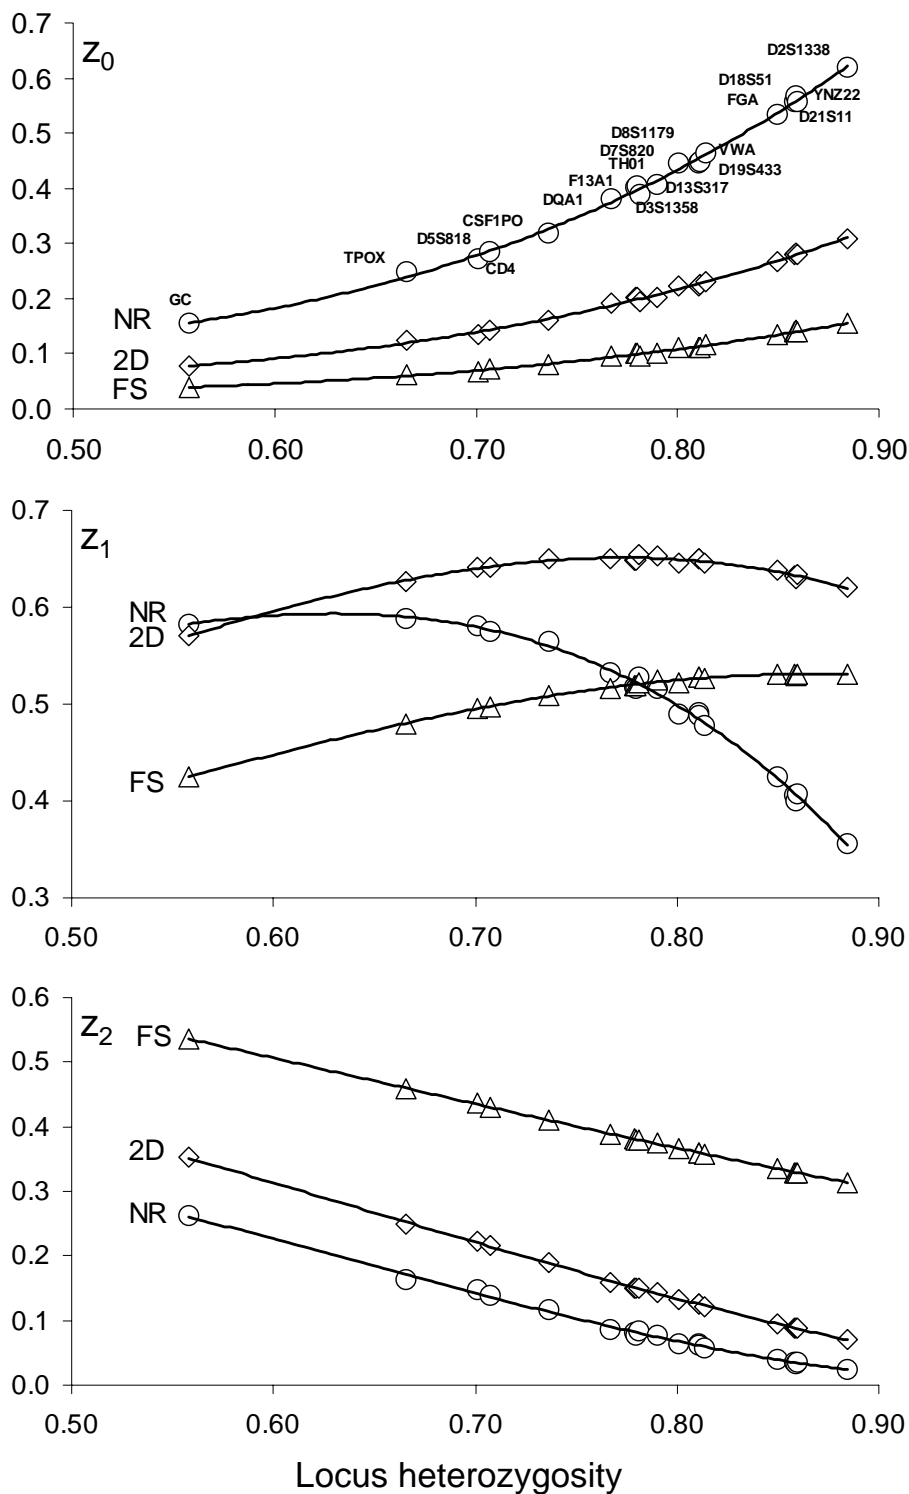 0.7
z0
D2S1338
0.6
D18S51
YNZ22
FGA
D21S11
0.5
D8S1179
D7S820
VWA
TH01
D19S433
0.4
F13A1
D13S317
DQA1
D3S1358
0.3
CSF1PO
D5S818
TPOX
CD4
0.2
GC
NR
0.1
2D
FS
0.0
0.50 0.60 0.70 0.80 0.90
0.7
z1
0.6
NR
2D
0.5
FS
0.4
0.3
0.50 0.60 0.70 0.80 0.90
0.6
z2 FS
0.5
0.4
2D
0.3
NR
0.2
0.1
0.0
0.50 0.60 0.70 0.80 0.90
Locus heterozygosity